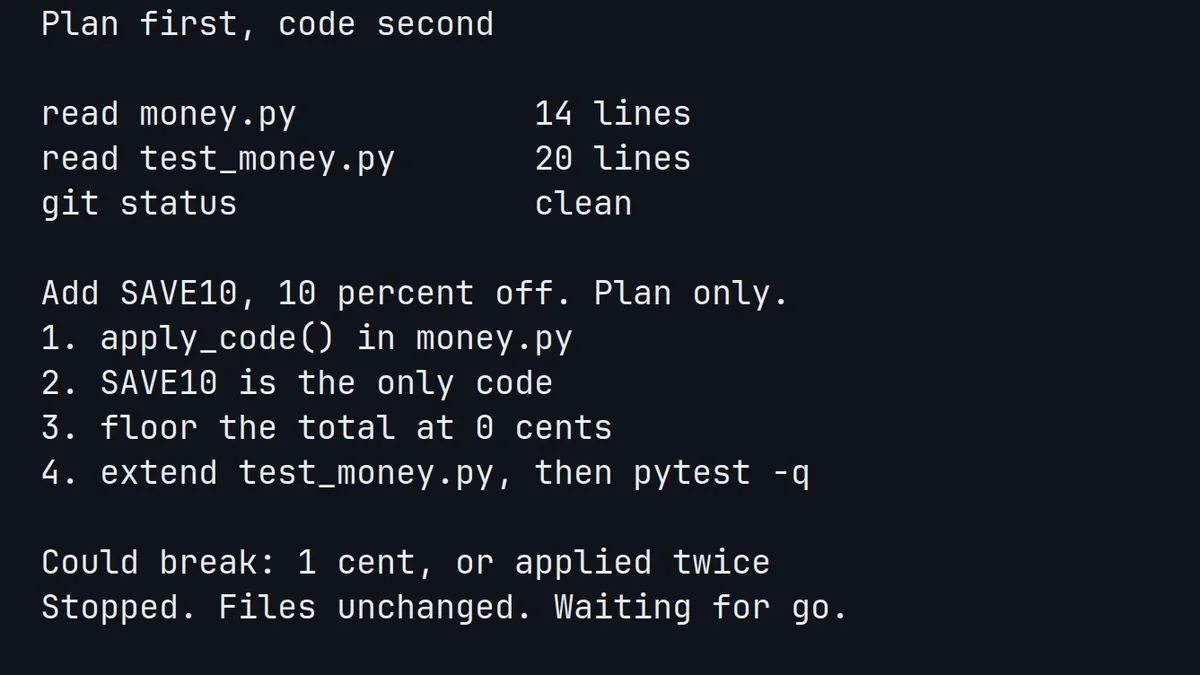 Plan first, code second
read money.py 14 lines
read test_money.py 20 lines
git status clean
Add SAVE10, 10 percent off. Plan only.
1. apply_code() in money.py
2. SAVE10 is the only code
3. floor the total at 0 cents
4. extend test_money.py, then pytest -q
Could break: 1 cent, or applied twice
Stopped. Files unchanged. Waiting for go.